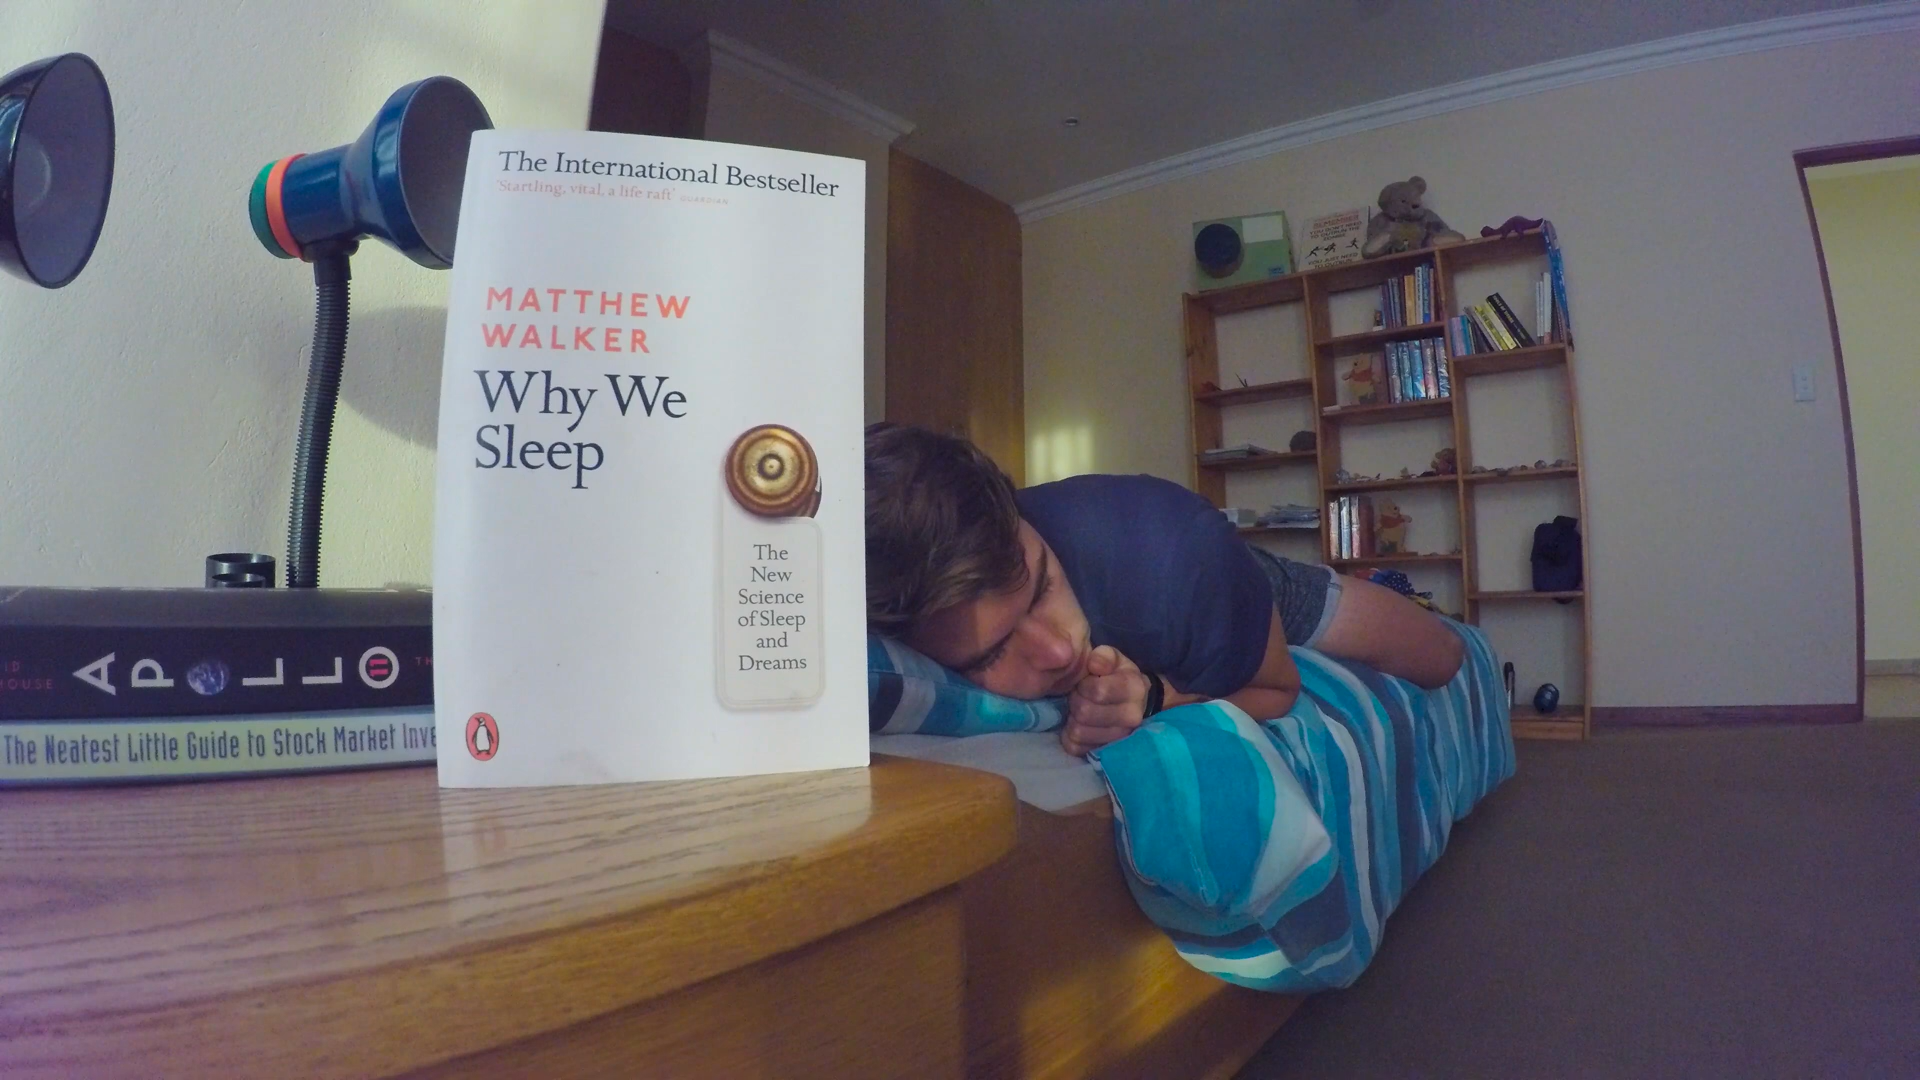 The International Bestseller
'Startling, vital, a life raft' GUARDIAN
MATTHEW
WALKER
Why We
Sleep
The
New
Science
of Sleep
and
Dreams
APOLLO 11
The Neatest Little Guide to Stock Market Inve